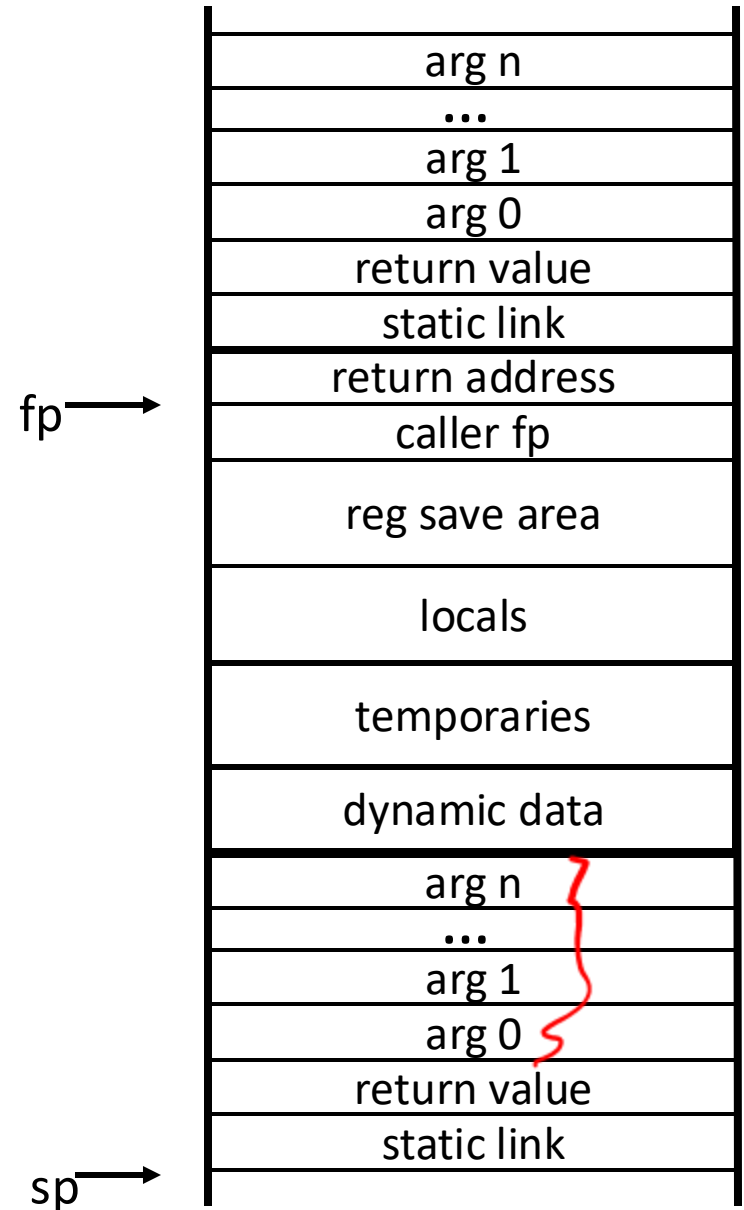 arg n
...
arg 1
arg 0
return value
static link
return address
fp
caller fp
reg save area
locals
temporaries
dynamic data
arg n
...
arg 1
arg 0
return value
static link
sp